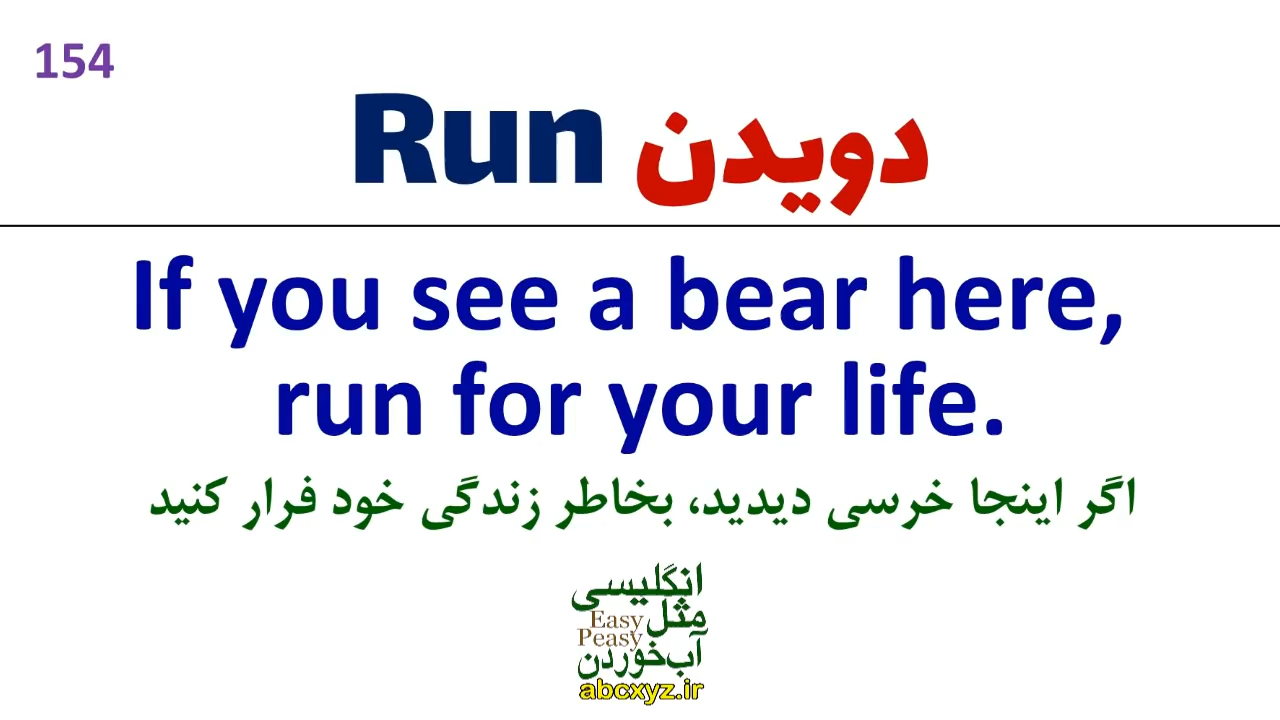 154
Run دویدن
If you see a bear here,
run for your life.
اگر اینجا خرسی دیدید، بخاطر زندگی خود فرار کنید
انگلیسی
مثل
Easy
Peasy
آب‌خوردن
abcxyz.ir